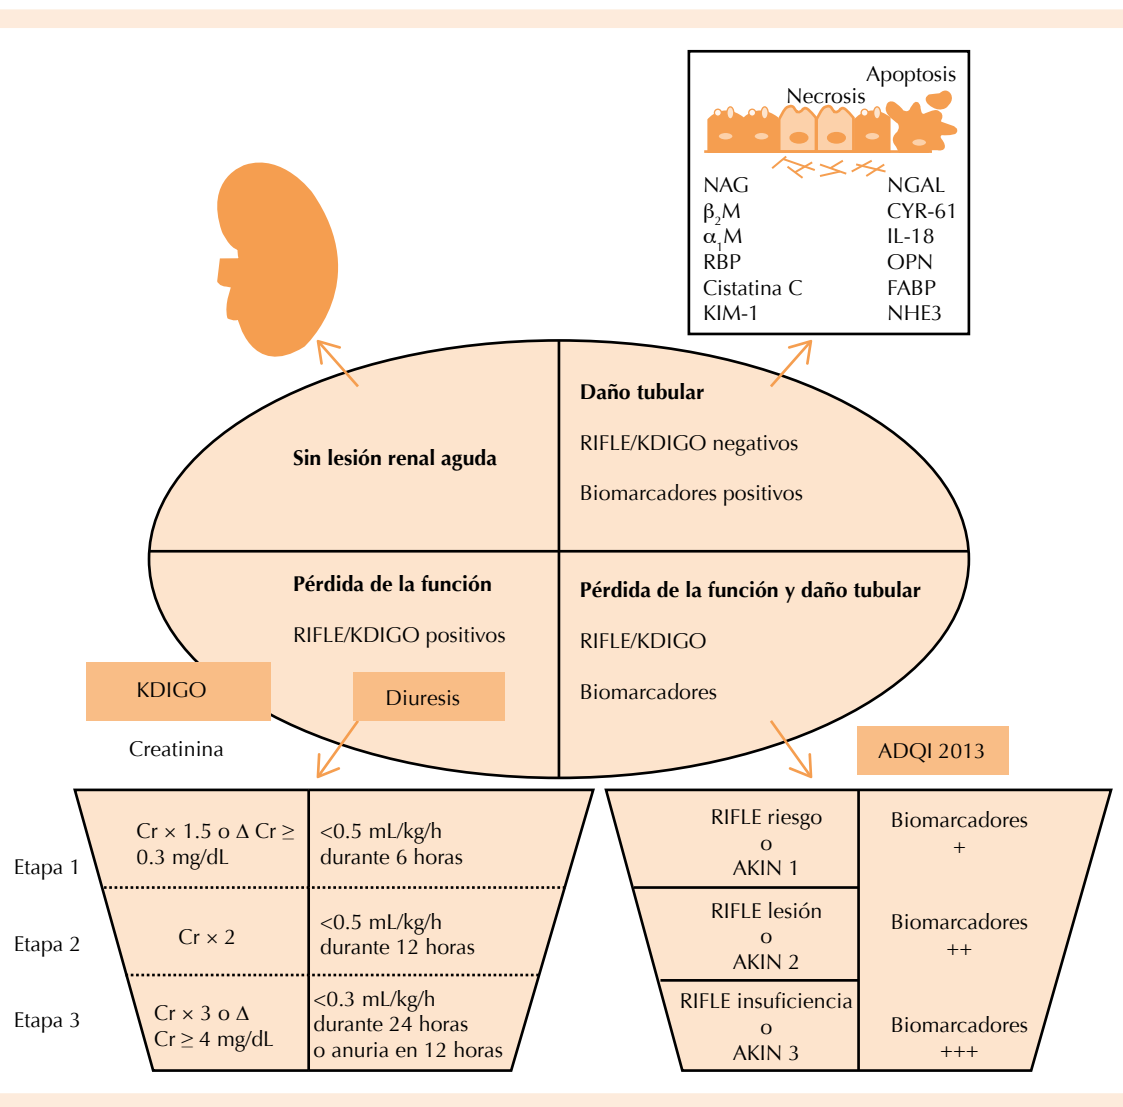 Apoptosis
Necrosis
NAG
β₂M
α₁M
RBP
Cistatina C
KIM-1
NGAL
CYR-61
IL-18
OPN
FABP
NHE3
Sin lesión renal aguda
Daño tubular
RIFLE/KDIGO negativos
Biomarcadores positivos
Pérdida de la función
RIFLE/KDIGO positivos
Pérdida de la función y daño tubular
RIFLE/KDIGO
Biomarcadores
KDIGO
Diuresis
Creatinina
ADQI 2013
Etapa 1
Cr × 1.5 o Δ Cr ≥
0.3 mg/dL
<0.5 mL/kg/h
durante 6 horas
Etapa 2
Cr × 2
<0.5 mL/kg/h
durante 12 horas
Etapa 3
Cr × 3 o Δ
Cr ≥ 4 mg/dL
<0.3 mL/kg/h
durante 24 horas
o anuria en 12 horas
RIFLE riesgo
o
AKIN 1
Biomarcadores
+
RIFLE lesión
o
AKIN 2
Biomarcadores
++
RIFLE insuficiencia
o
AKIN 3
Biomarcadores
+++